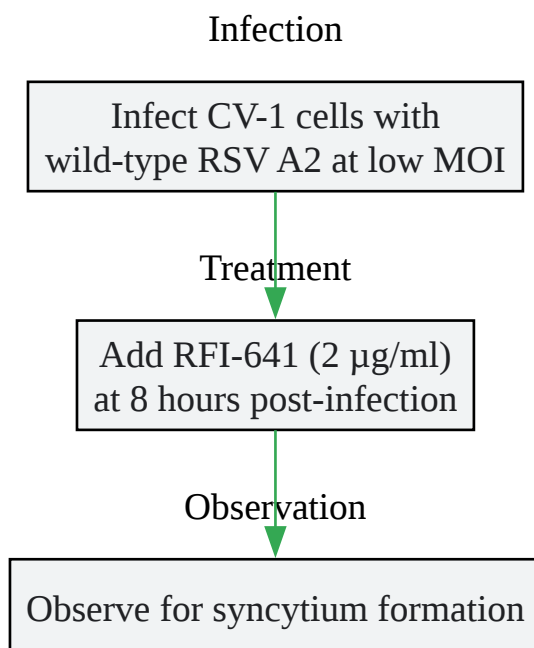 Infection
Infect CV-1 cells with
wild-type RSV A2 at low MOI
Treatment
Add RFI-641 (2 µg/ml)
at 8 hours post-infection
Observation
Observe for syncytium formation